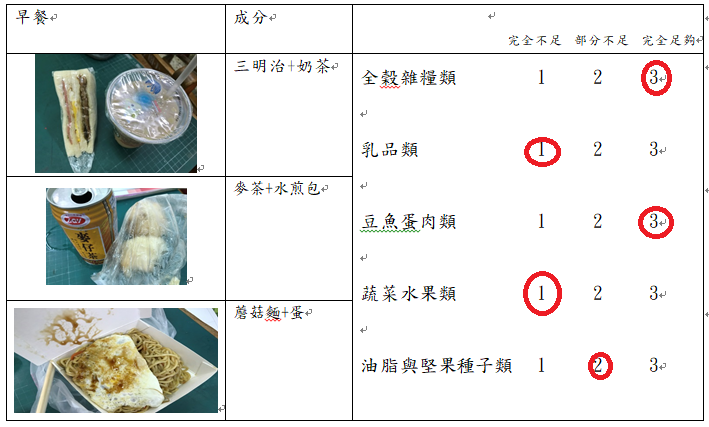 早餐
成分
完全不足 部分不足 完全足夠
三明治+奶茶
全穀雜糧類 1 2 3
乳品類 1 2 3
麥茶+水煎包
豆魚蛋肉類 1 2 3
蔬菜水果類 1 2 3
蘑菇麵+蛋
油脂與堅果種子類 1 2 3